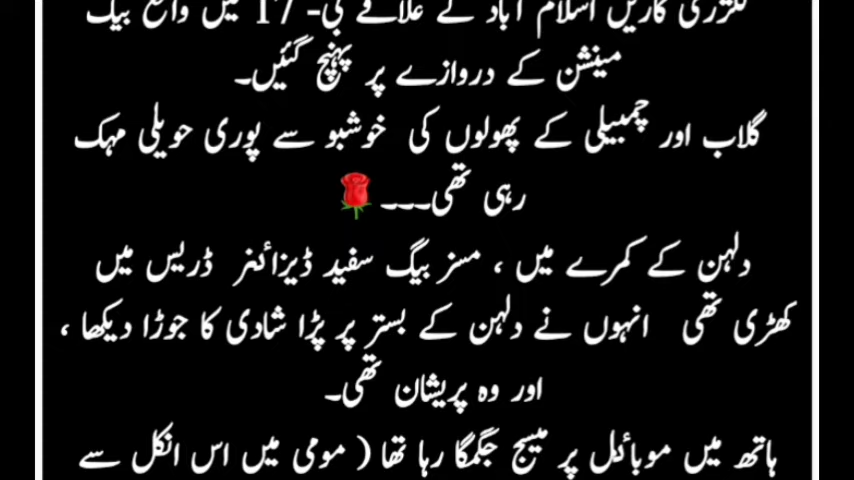 لگژری گاڑیں اسلام آباد کے علاقے بی- 17 میں واقع بیگ
مینشن کے دروازے پر پہنچ گئیں۔
گلاب اور چمبیلی کے پھولوں کی خوشبو سے پوری حویلی مہک
رہی تھی۔۔۔🌹
دلہن کے کمرے میں ، مسز بیگ سفید ڈیزائنر ڈریس میں
کھڑی تھی انہوں نے دلہن کے بستر پر پڑا شادی کا جوڑا دیکھا ،
اور وہ پریشان تھی۔
ہاتھ میں موبائل پر میسج جگمگا رہا تھا ( مومی میں اس انکل سے